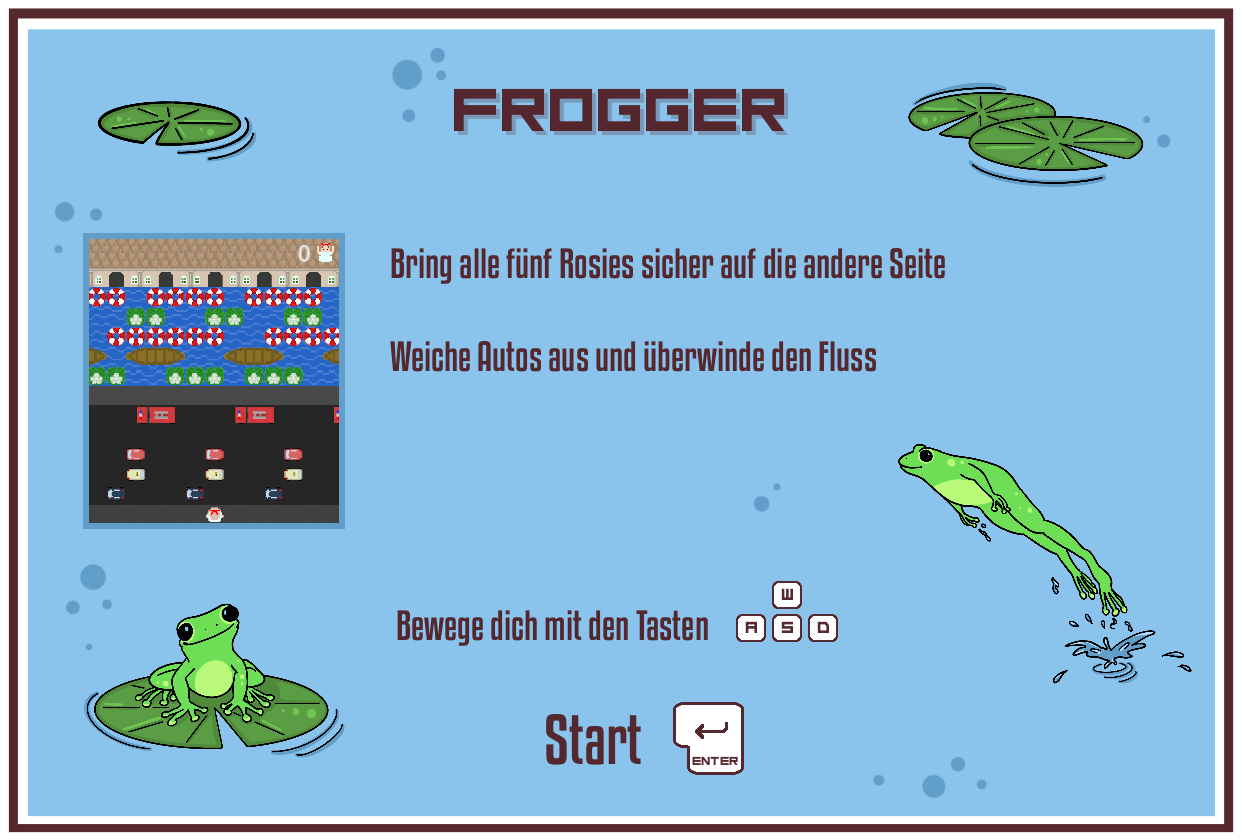 FROGGER
0
Bring alle fünf Rosies sicher auf die andere Seite
Weiche Autos aus und überwinde den Fluss
Bewege dich mit den Tasten
W
A S D
Start
ENTER